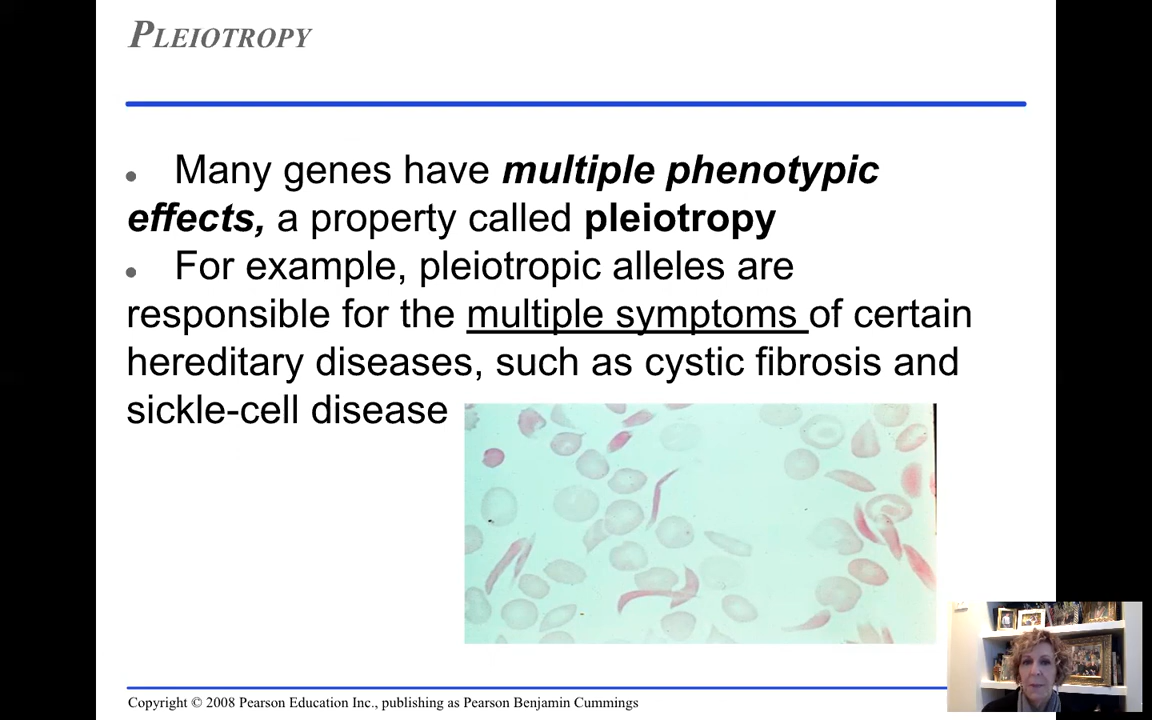 PLEIOTROPY
• Many genes have multiple phenotypic
effects, a property called pleiotropy
• For example, pleiotropic alleles are
responsible for the multiple symptoms of certain
hereditary diseases, such as cystic fibrosis and
sickle-cell disease
Copyright © 2008 Pearson Education Inc., publishing as Pearson Benjamin Cummings